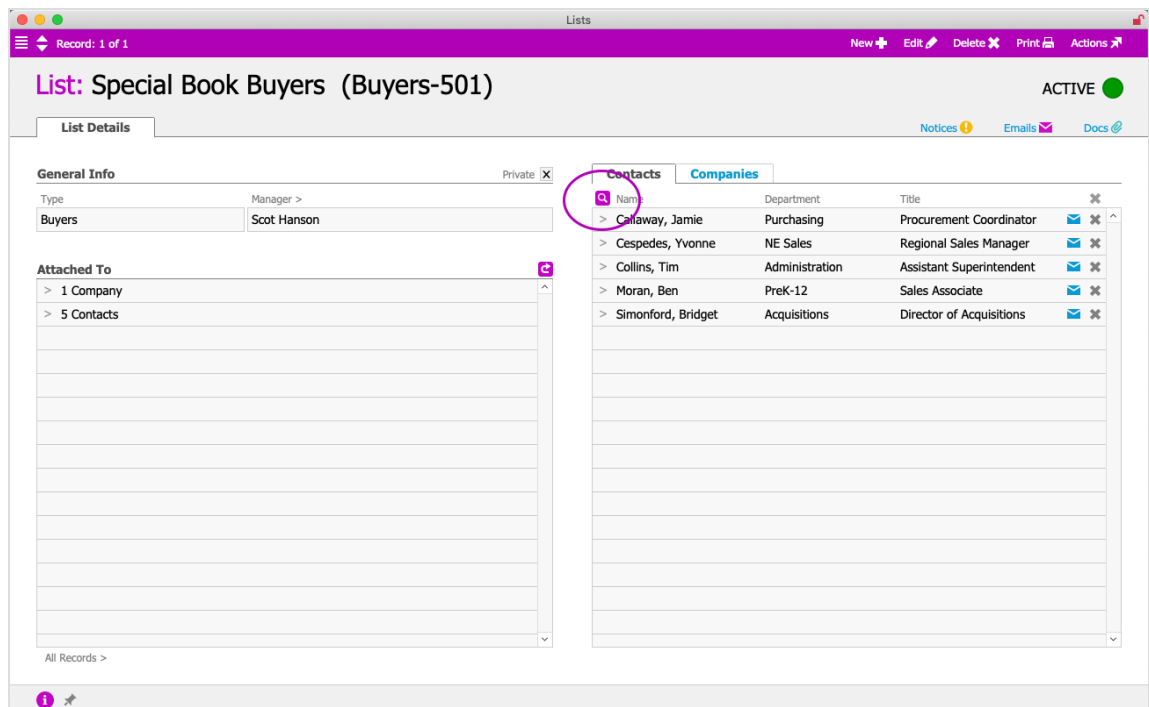 Lists
Record: 1 of 1 New Edit Delete Print Actions
List: Special Book Buyers (Buyers-501)
ACTIVE
List Details
Notices Emails Docs
General Info Private X
Type Manager >
Buyers Scot Hanson
Attached To
> 1 Company
> 5 Contacts
All Records >
Contacts Companies
Name Department Title
> Callaway, Jamie Purchasing Procurement Coordinator
> Cespedes, Yvonne NE Sales Regional Sales Manager
> Collins, Tim Administration Assistant Superintendent
> Moran, Ben PreK-12 Sales Associate
> Simonford, Bridget Acquisitions Director of Acquisitions